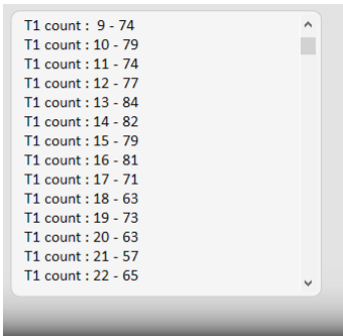 T1 count :  9 - 74
T1 count : 10 - 79
T1 count : 11 - 74
T1 count : 12 - 77
T1 count : 13 - 84
T1 count : 14 - 82
T1 count : 15 - 79
T1 count : 16 - 81
T1 count : 17 - 71
T1 count : 18 - 63
T1 count : 19 - 73
T1 count : 20 - 63
T1 count : 21 - 57
T1 count : 22 - 65